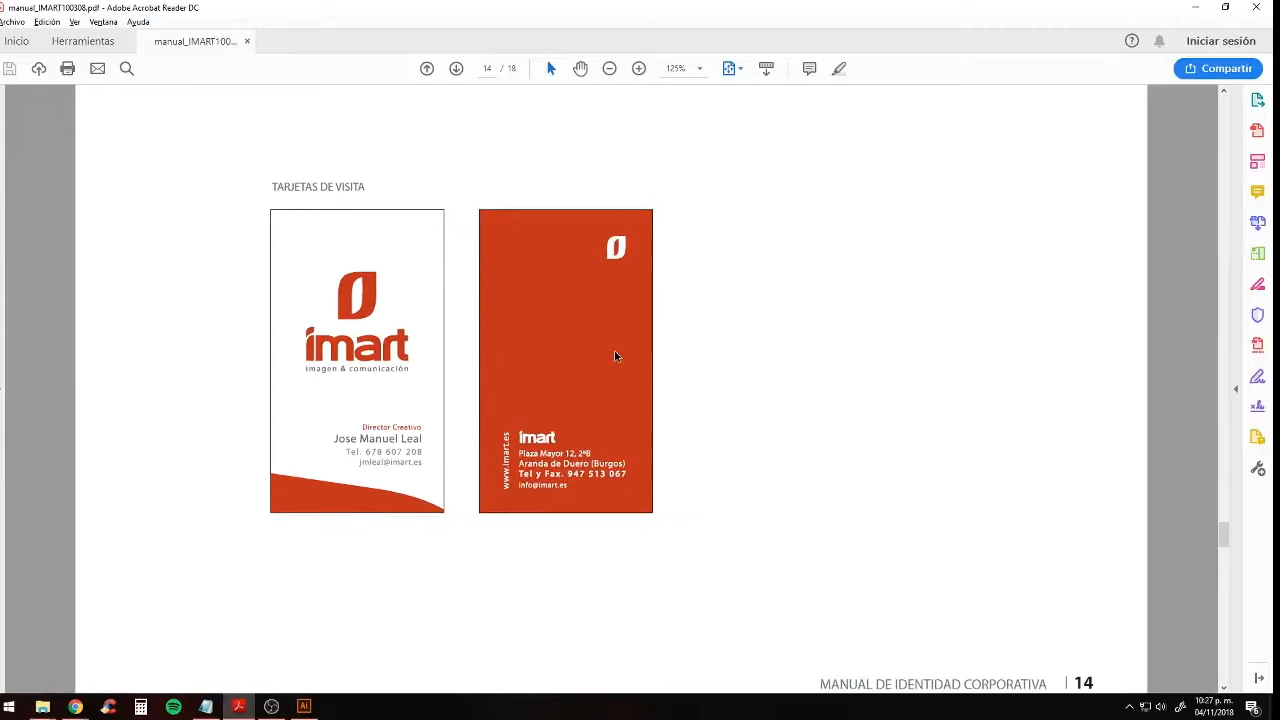 manual_IMART100308.pdf - Adobe Acrobat Reader DC
Archivo Edición Ver Ventana Ayuda
Inicio Herramientas manual_IMART100... × Iniciar sesión
14 / 18 125% Compartir
TARJETAS DE VISITA
imart
imagen & comunicación
Director Creativo
Jose Manuel Leal
Tel. 678 607 208
jmleal@imart.es
www.imart.es
imart
Plaza Mayor 12, 2ºB
Aranda de Duero (Burgos)
Tel y Fax. 947 513 067
info@imart.es
MANUAL DE IDENTIDAD CORPORATIVA | 14
Ai
10:27 p. m.
04/11/2018
6